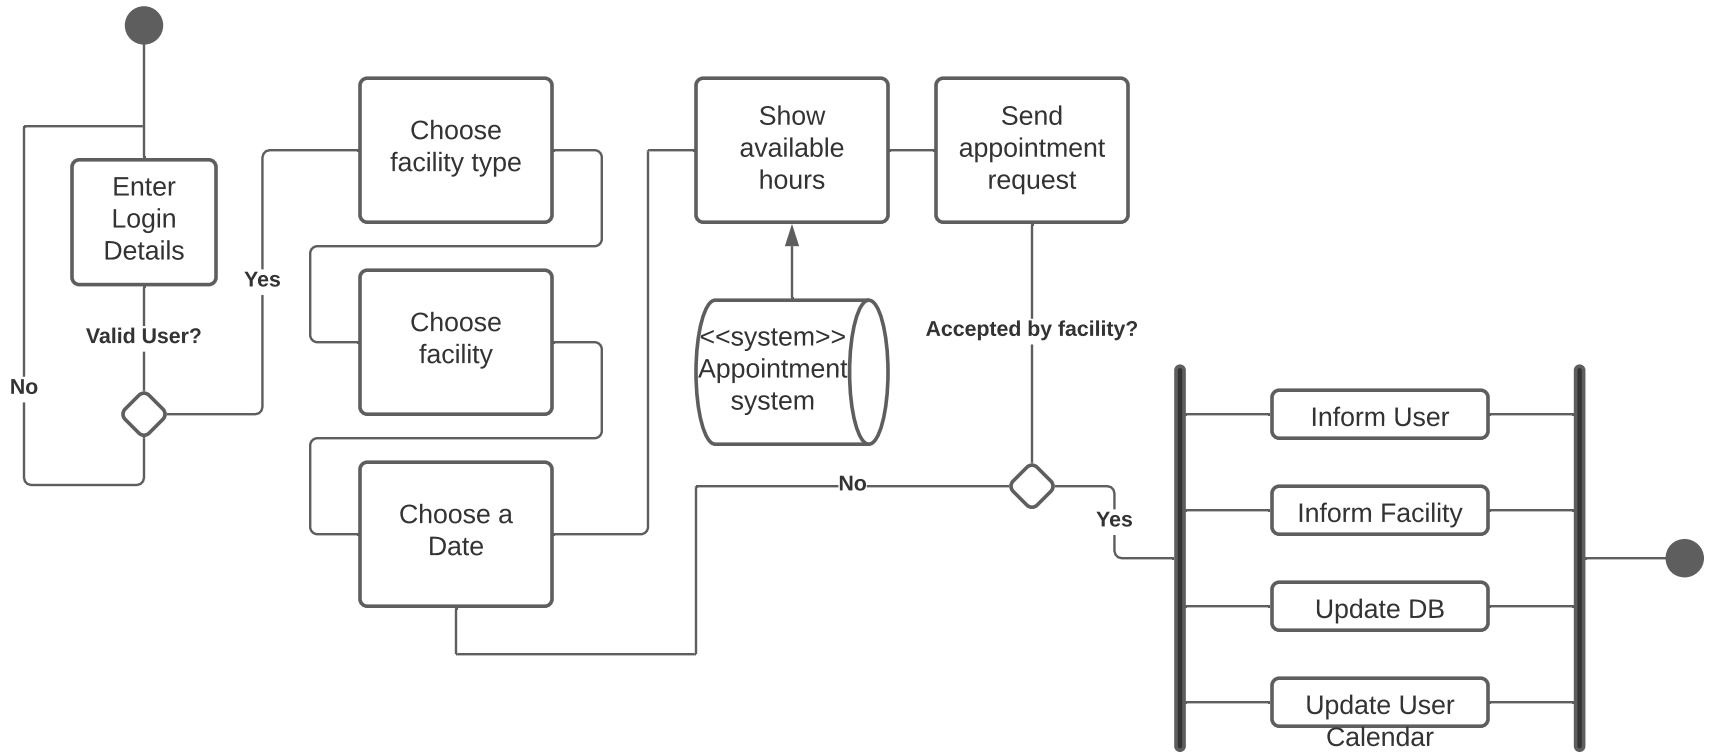 Enter
Login
Details
Valid User?
No
Yes
Choose
facility type
Choose
facility
Choose a
Date
Show
available
hours
<<system>>
Appointment
system
Send
appointment
request
Accepted by facility?
No
Yes
Inform User
Inform Facility
Update DB
Update User
Calendar